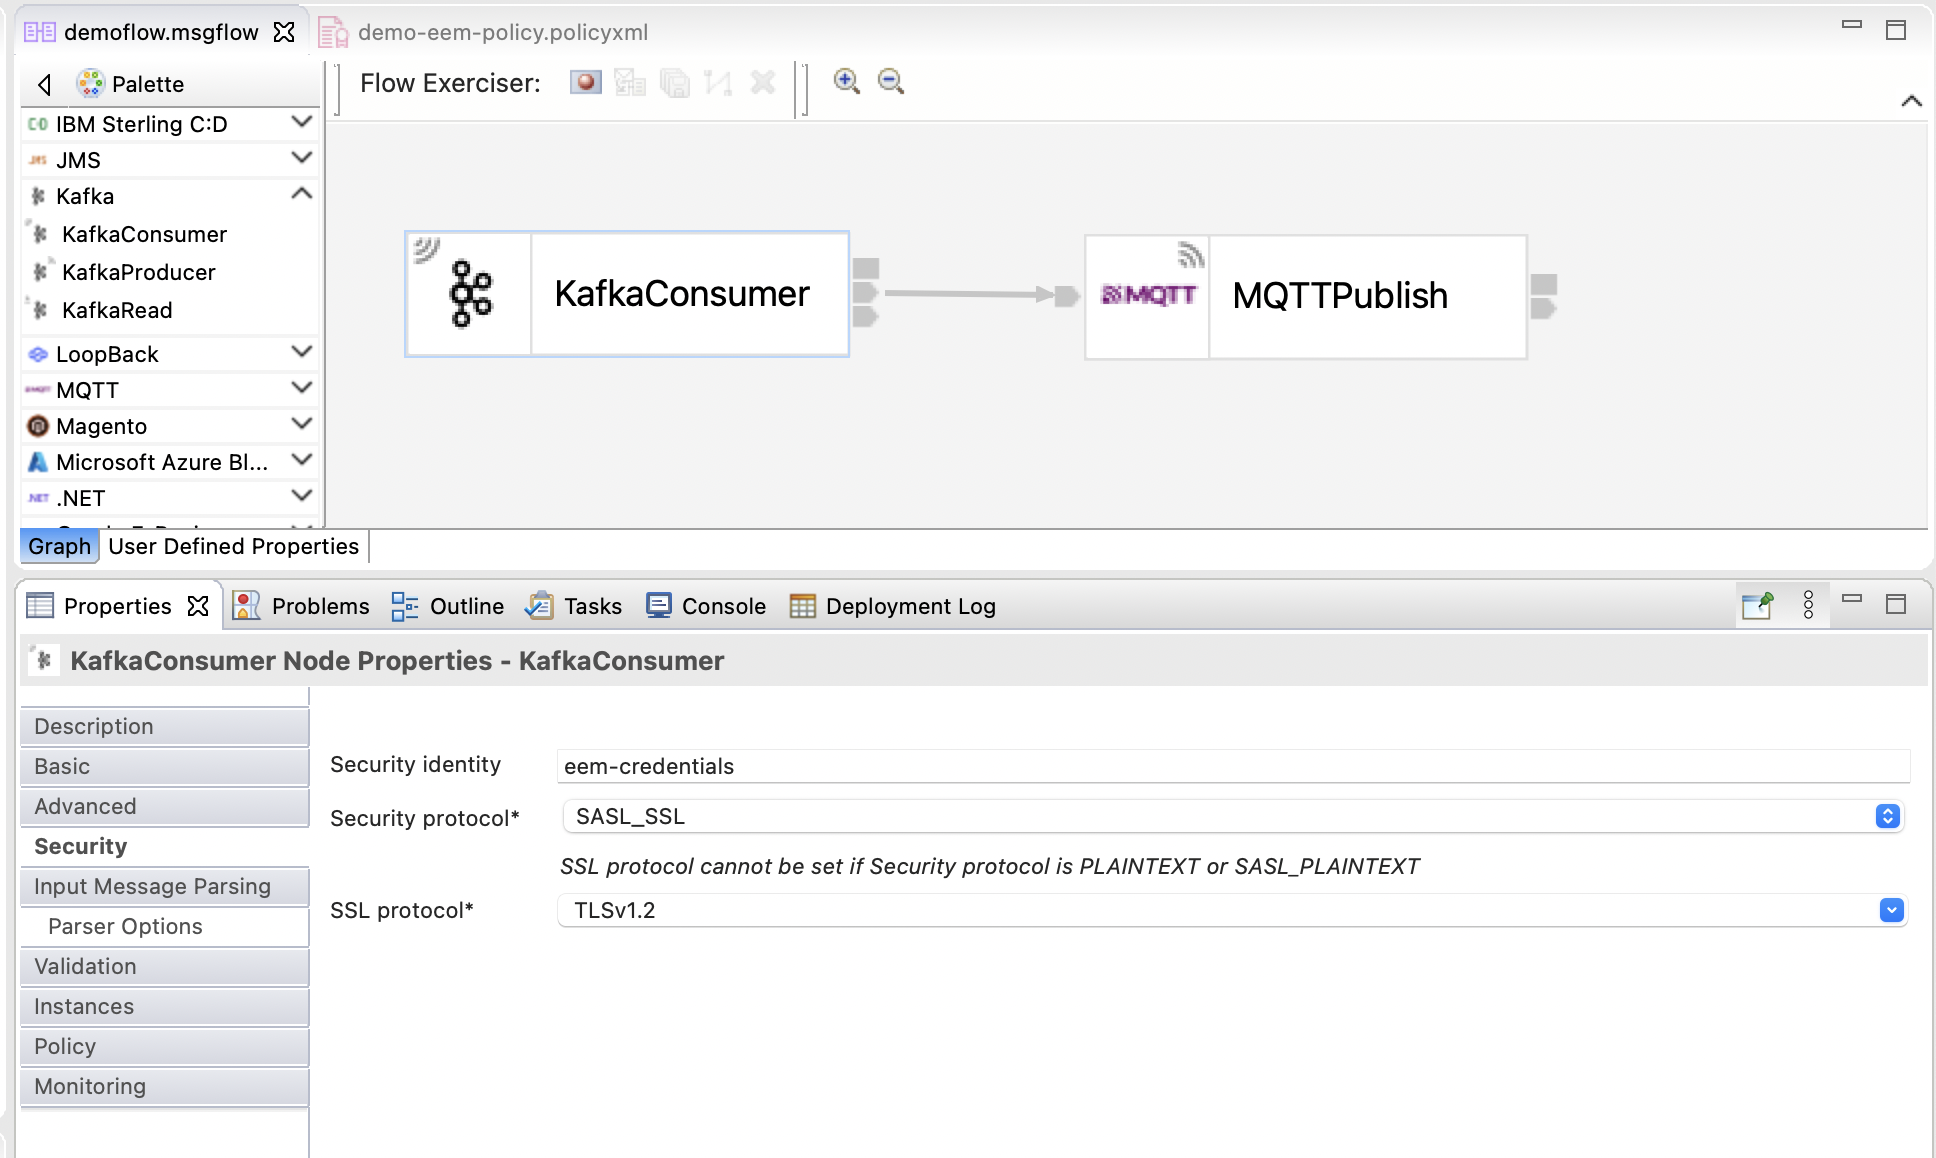 demoflow.msgflow
demo-eem-policy.policyxml
Palette
Flow Exerciser:
C:D IBM Sterling C:D
JMS JMS
Kafka
KafkaConsumer
KafkaProducer
KafkaRead
LoopBack
MQTT
Magento
Microsoft Azure Bl...
.NET .NET
KafkaConsumer
MQTT MQTTPublish
Graph User Defined Properties
Properties Problems Outline Tasks Console Deployment Log
KafkaConsumer Node Properties - KafkaConsumer
Description
Basic
Advanced
Security
Input Message Parsing
Parser Options
Validation
Instances
Policy
Monitoring
Security identity eem-credentials
Security protocol* SASL_SSL
SSL protocol cannot be set if Security protocol is PLAINTEXT or SASL_PLAINTEXT
SSL protocol* TLSv1.2